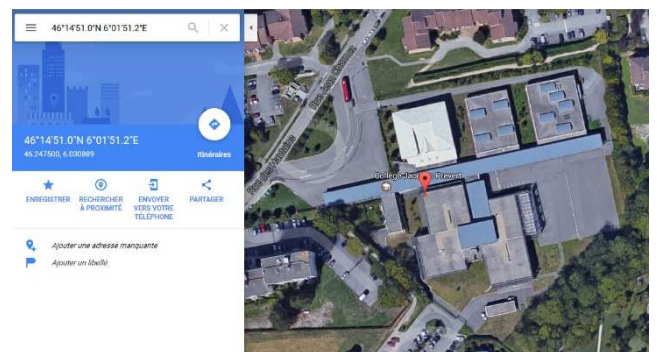 46°14'51.0"N 6°01'51.2"E
46°14'51.0"N 6°01'51.2"E
46.247500, 6.030889
Itinéraires
ENREGISTRER
RECHERCHER
À PROXIMITÉ
ENVOYER
VERS VOTRE
TÉLÉPHONE
PARTAGER
Ajouter une adresse manquante
Ajouter un libellé
Collège Jacques Prévert